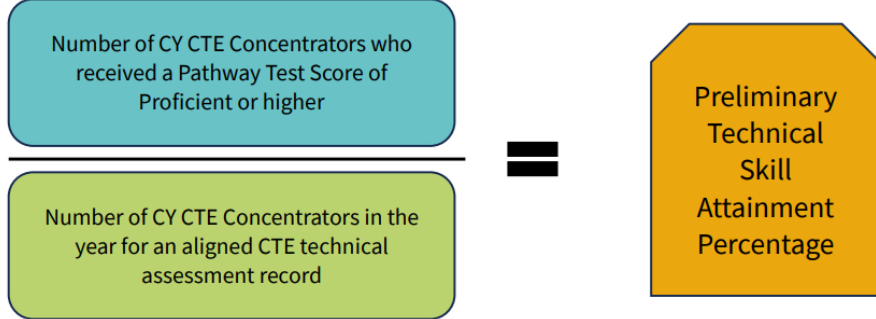 Number of CY CTE Concentrators who
received a Pathway Test Score of
Proficient or higher
=
Number of CY CTE Concentrators in the
year for an aligned CTE technical
assessment record
Preliminary
Technical
Skill
Attainment
Percentage